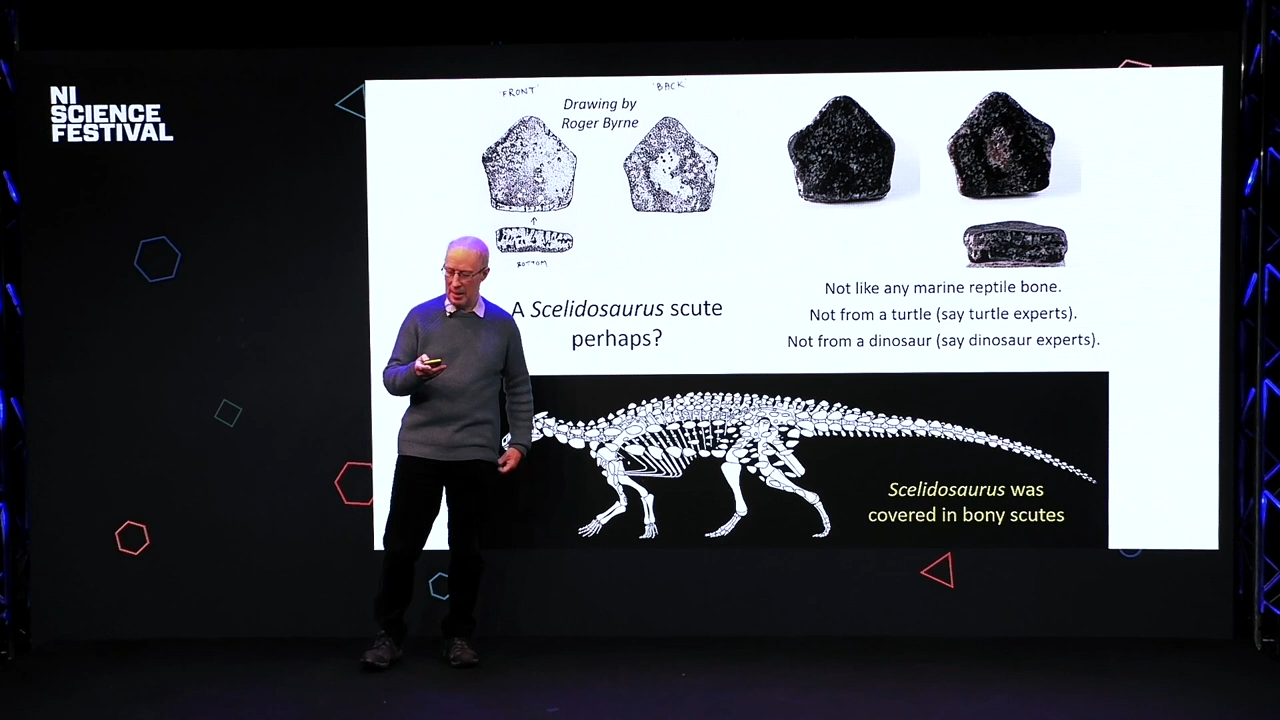 NI
SCIENCE
FESTIVAL
'FRONT'
'BACK'
Drawing by
Roger Byrne
BOTTOM
A Scelidosaurus scute
perhaps?
Not like any marine reptile bone.
Not from a turtle (say turtle experts).
Not from a dinosaur (say dinosaur experts).
Scelidosaurus was
covered in bony scutes